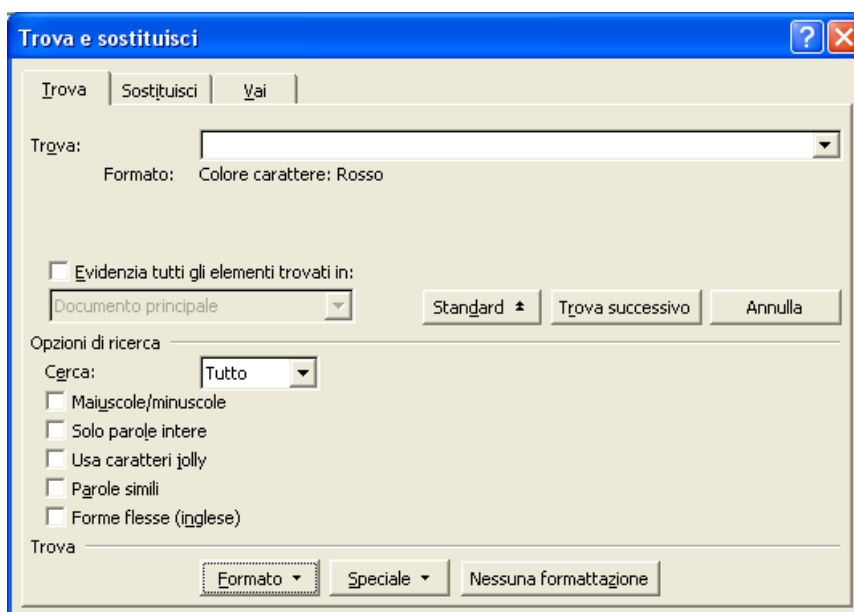 Trova e sostituisci
Trova Sostituisci Vai
Trova:
Formato: Colore carattere: Rosso
Evidenzia tutti gli elementi trovati in:
Documento principale Standard Trova successivo Annulla
Opzioni di ricerca
Cerca: Tutto
Maiuscole/minuscole
Solo parole intere
Usa caratteri jolly
Parole simili
Forme flesse (inglese)
Trova
Formato Speciale Nessuna formattazione